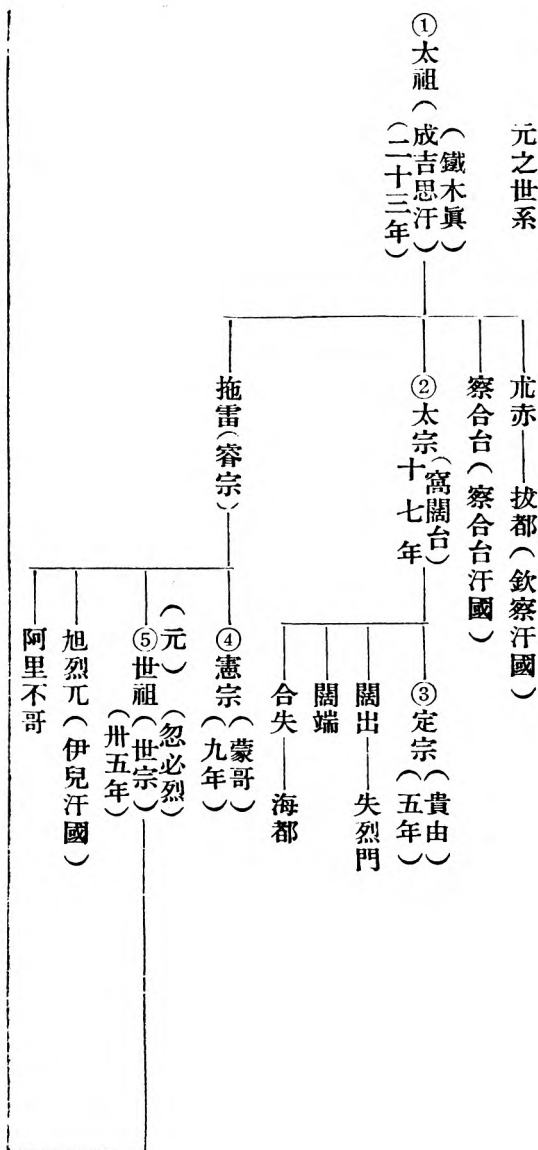 元之世系
(鐵木眞)
①太祖(成吉思汗)
(二十三年)
朮赤——拔都(欽察汗國)
察合台(察合台汗國)
②太宗(窩闊台)
十七年
拖雷(睿宗)
③定宗(貴由)
(五年)
闊出——失烈門
闊端
合失——海都
④憲宗(蒙哥)
(九年)
(元)(忽必烈)
⑤世祖(世宗)
(卅五年)
旭烈兀(伊兒汗國)
阿里不哥